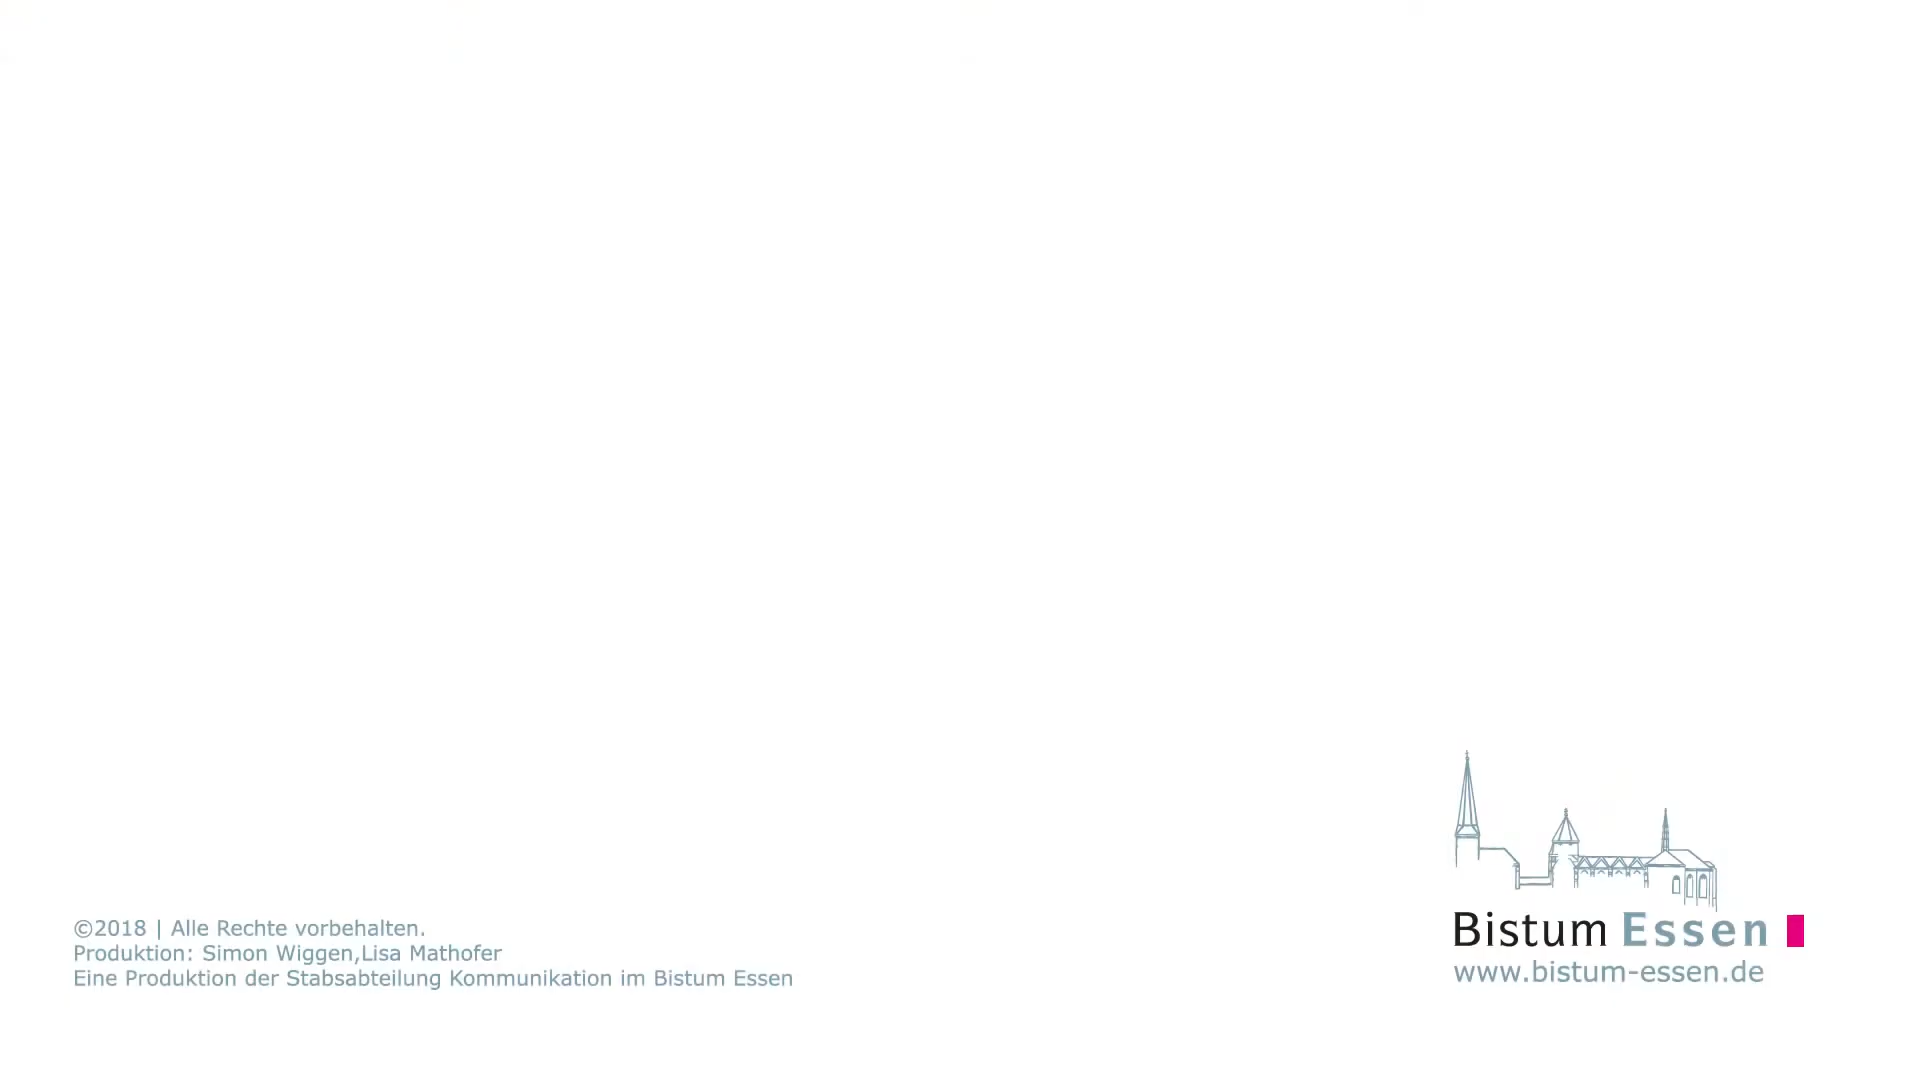 ©2018 | Alle Rechte vorbehalten.
Produktion: Simon Wiggen,Lisa Mathofer
Eine Produktion der Stabsabteilung Kommunikation im Bistum Essen
Bistum Essen
www.bistum-essen.de